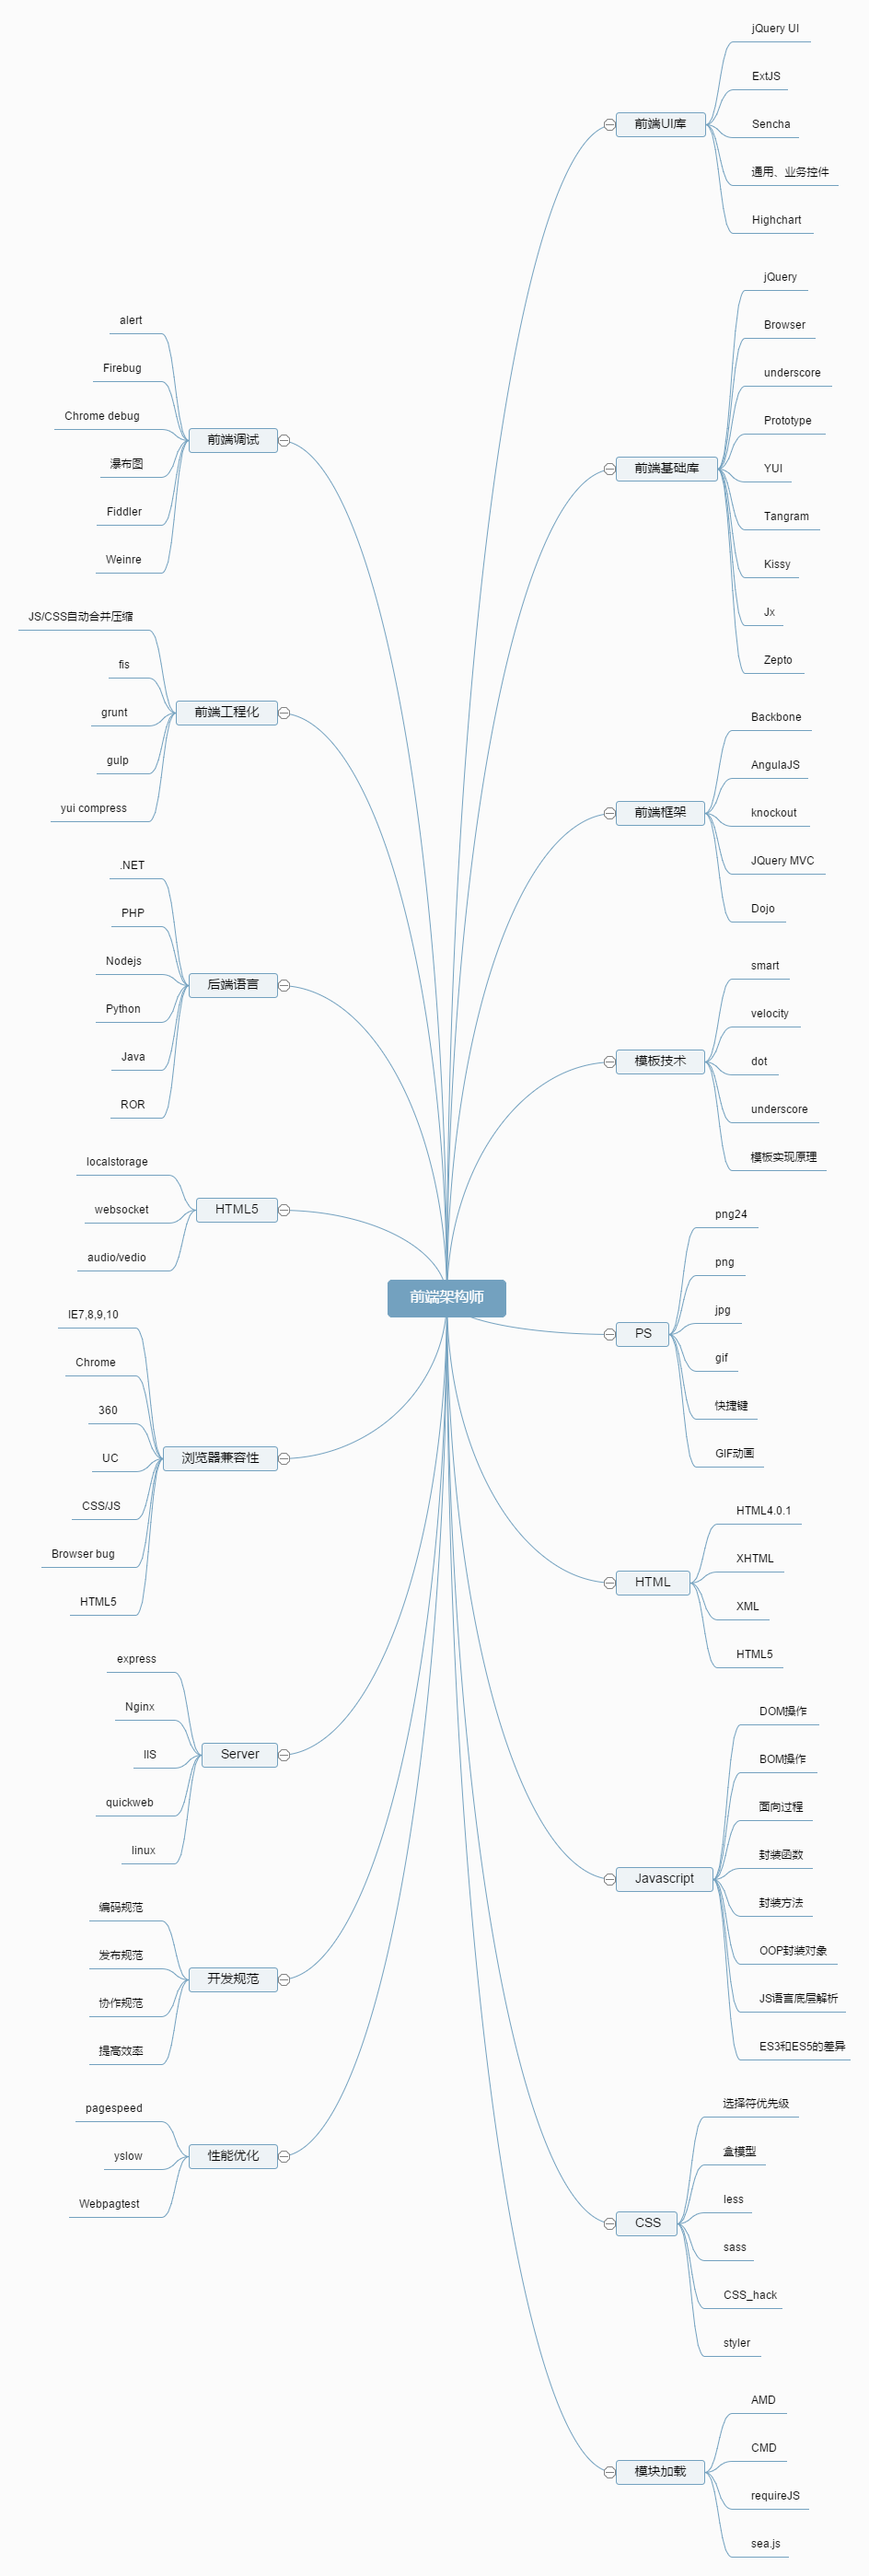 前端架构师
前端UI库
jQuery UI
ExtJS
Sencha
通用、业务控件
Highchart
前端基础库
jQuery
Browser
underscore
Prototype
YUI
Tangram
Kissy
Jx
Zepto
前端框架
Backbone
AngulaJS
knockout
JQuery MVC
Dojo
模板技术
smart
velocity
dot
underscore
模板实现原理
PS
png24
png
jpg
gif
快捷键
GIF动画
HTML
HTML4.0.1
XHTML
XML
HTML5
Javascript
DOM操作
BOM操作
面向过程
封装函数
封装方法
OOP封装对象
JS语言底层解析
ES3和ES5的差异
CSS
选择符优先级
盒模型
less
sass
CSS_hack
styler
模块加载
AMD
CMD
requireJS
sea.js
前端调试
alert
Firebug
Chrome debug
瀑布图
Fiddler
Weinre
前端工程化
JS/CSS自动合并压缩
fis
grunt
gulp
yui compress
后端语言
.NET
PHP
Nodejs
Python
Java
ROR
HTML5
localstorage
websocket
audio/vedio
浏览器兼容性
IE7,8,9,10
Chrome
360
UC
CSS/JS
Browser bug
HTML5
Server
express
Nginx
IIS
quickweb
linux
开发规范
编码规范
发布规范
协作规范
提高效率
性能优化
pagespeed
yslow
Webpagtest